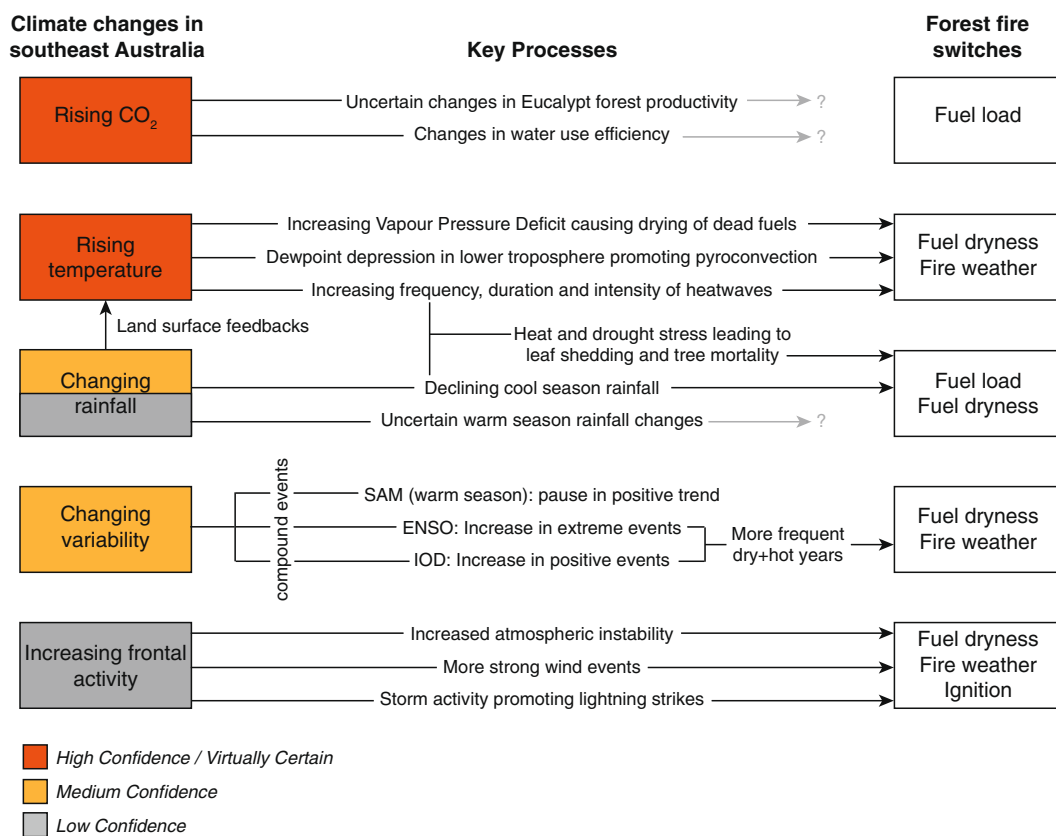 Climate changes in
southeast Australia
Key Processes
Forest fire
switches
Rising CO₂
Uncertain changes in Eucalypt forest productivity
?
Changes in water use efficiency
?
Fuel load
Rising
temperature
Increasing Vapour Pressure Deficit causing drying of dead fuels
Dewpoint depression in lower troposphere promoting pyroconvection
Increasing frequency, duration and intensity of heatwaves
Fuel dryness
Fire weather
Land surface feedbacks
Heat and drought stress leading to
leaf shedding and tree mortality
Changing
rainfall
Declining cool season rainfall
Uncertain warm season rainfall changes
?
Fuel load
Fuel dryness
Changing
variability
compound events
SAM (warm season): pause in positive trend
ENSO: Increase in extreme events
IOD: Increase in positive events
More frequent
dry+hot years
Fuel dryness
Fire weather
Increasing frontal
activity
Increased atmospheric instability
More strong wind events
Storm activity promoting lightning strikes
Fuel dryness
Fire weather
Ignition
High Confidence / Virtually Certain
Medium Confidence
Low Confidence